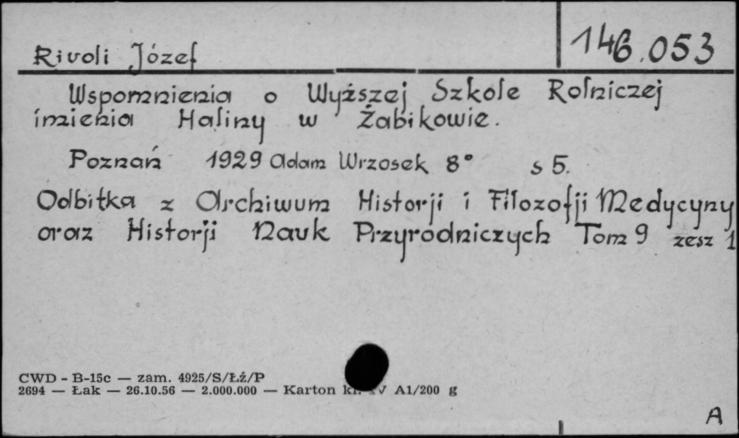 Rivoli Józef 146.053
Wspomnienia o Wyższej Szkole Rolniczej
imienia Haliny w Żabikowie.
Poznań 1929 Adam Wrzosek 8° s 5.
Odbitka z Archiwum Historji i Filozofji Medycyny
oraz Historji Nauk Przyrodniczych Tom 9 zesz 1
CWD - B-15c — zam. 4925/S/Łż/P
2694 — Łak — 26.10.56 — 2.000.000 — Karton A1/200 g
A